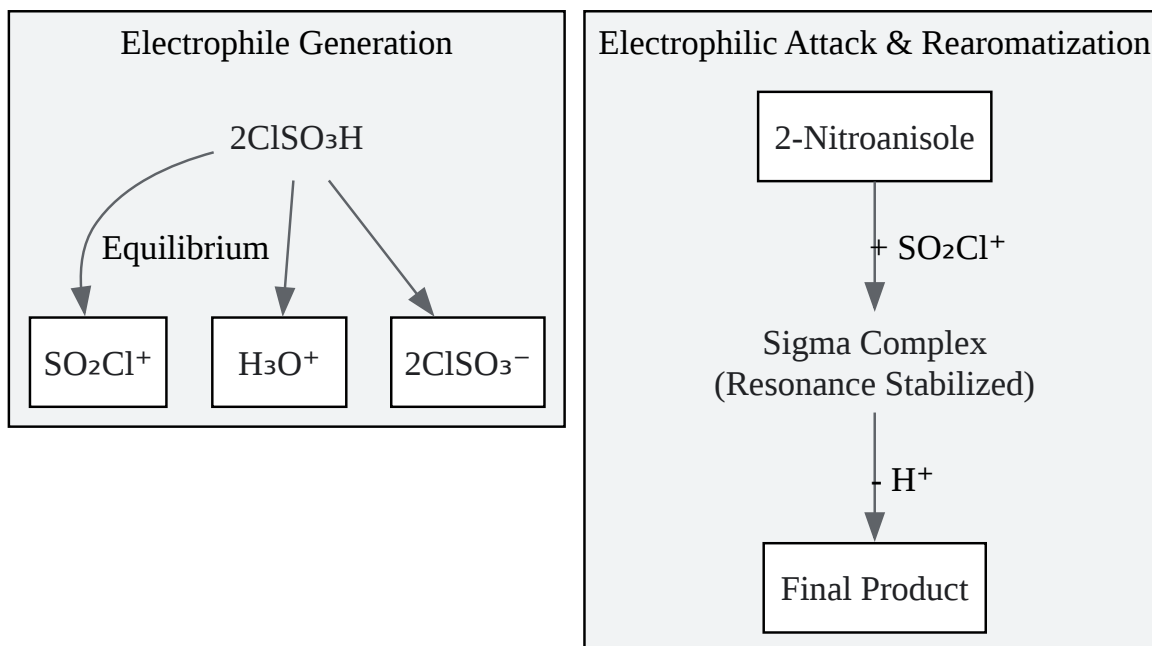 Electrophile Generation
2ClSO₃H
Equilibrium
SO₂Cl⁺
H₃O⁺
2ClSO₃⁻
Electrophilic Attack & Rearomatization
2-Nitroanisole
+ SO₂Cl⁺
Sigma Complex
(Resonance Stabilized)
- H⁺
Final Product